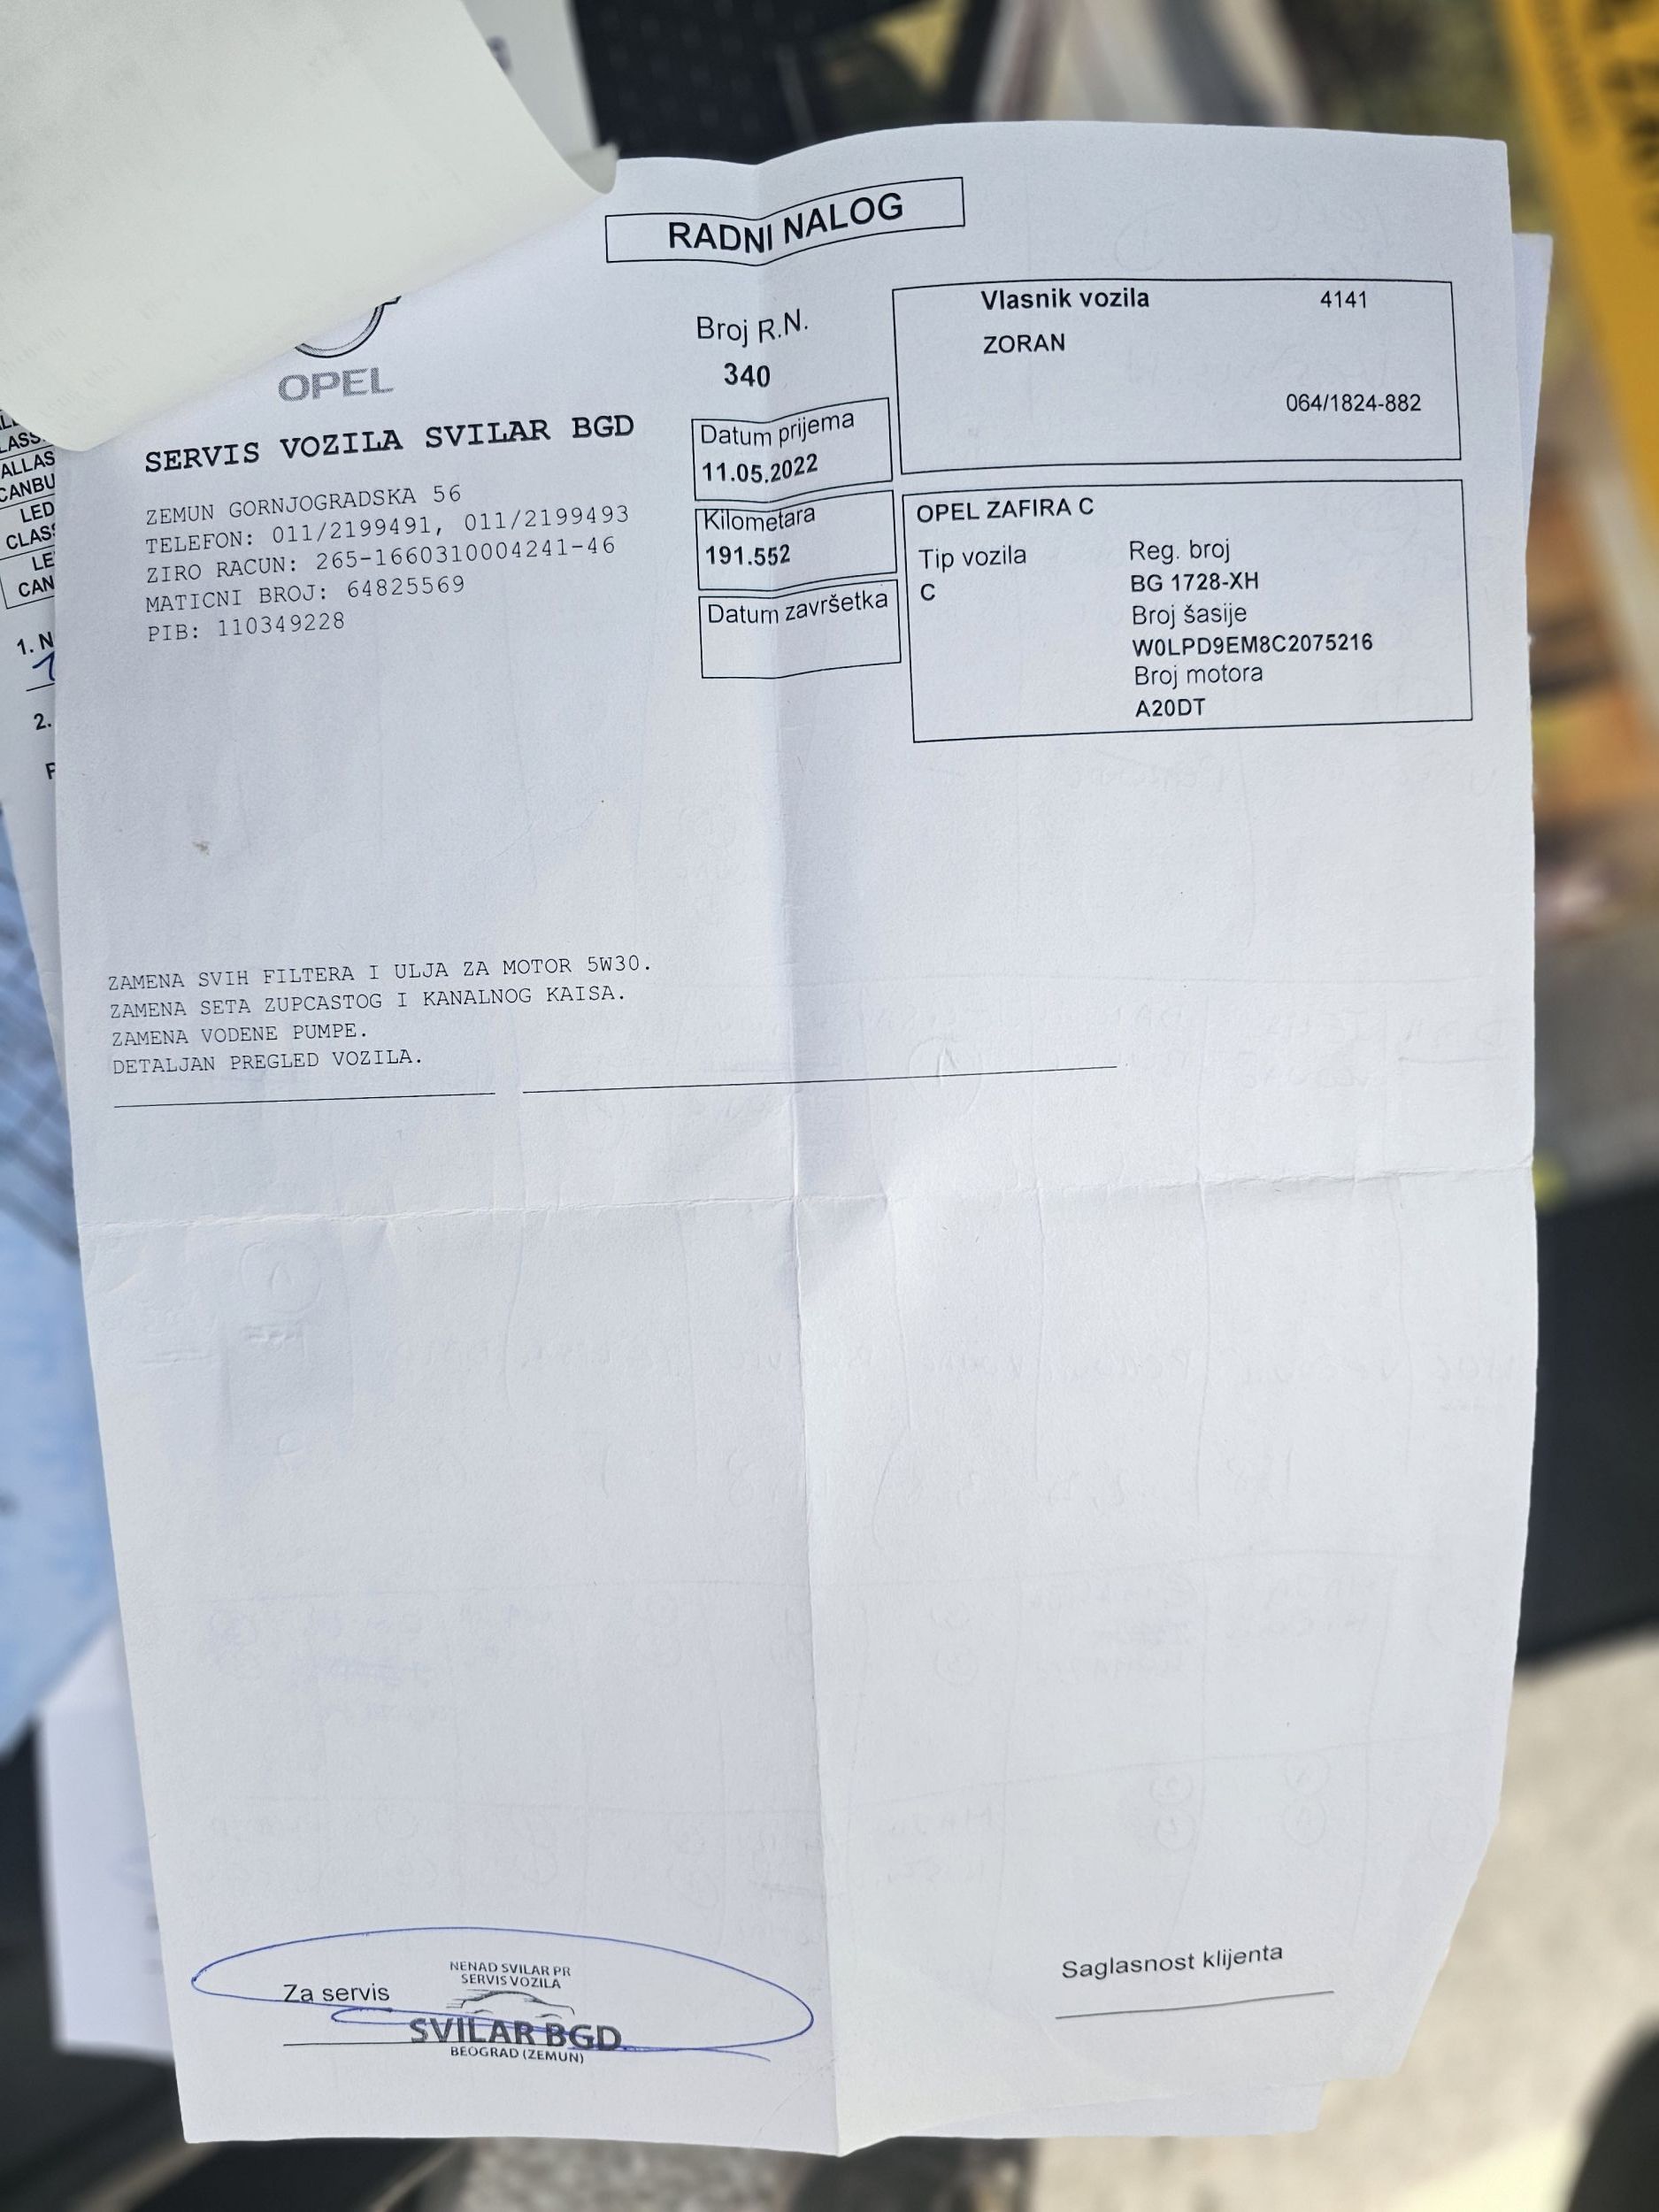 RADNI NALOG
OPEL
SERVIS VOZILA SVILAR BGD
ZEMUN GORNJOGRADSKA 56
TELEFON: 011/2199491, 011/2199493
ZIRO RACUN: 265-1660310004241-46
MATICNI BROJ: 64825569
PIB: 110349228
Broj R.N.
340
Datum prijema
11.05.2022
Kilometara
191.552
Datum završetka
Vlasnik vozila 4141
ZORAN
064/1824-882
OPEL ZAFIRA C
Tip vozila
C
Reg. broj
BG 1728-XH
Broj šasije
W0LPD9EM8C2075216
Broj motora
A20DT
ZAMENA SVIH FILTERA I ULJA ZA MOTOR 5W30.
ZAMENA SETA ZUPCASTOG I KANALNOG KAISA.
ZAMENA VODENE PUMPE.
DETALJAN PREGLED VOZILA.
Za servis
NENAD SVILAR PR
SERVIS VOZILA
SVILAR BGD
BEOGRAD (ZEMUN)
Saglasnost klijenta
LED
1. N
2.